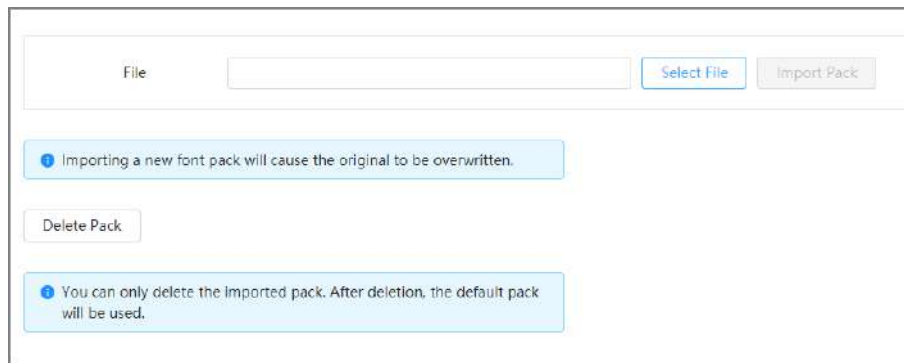 File Select File Import Pack
Importing a new font pack will cause the original to be overwritten.
Delete Pack
You can only delete the imported pack. After deletion, the default pack
will be used.